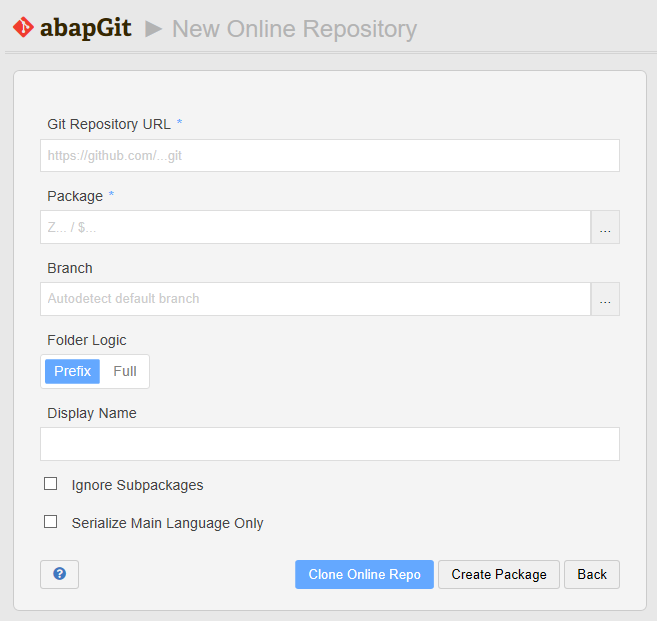 abapGit ► New Online Repository
Git Repository URL *
https://github.com/...git
Package *
Z... / $...
...
Branch
Autodetect default branch
...
Folder Logic
Prefix Full
Display Name
Ignore Subpackages
Serialize Main Language Only
? Clone Online Repo Create Package Back